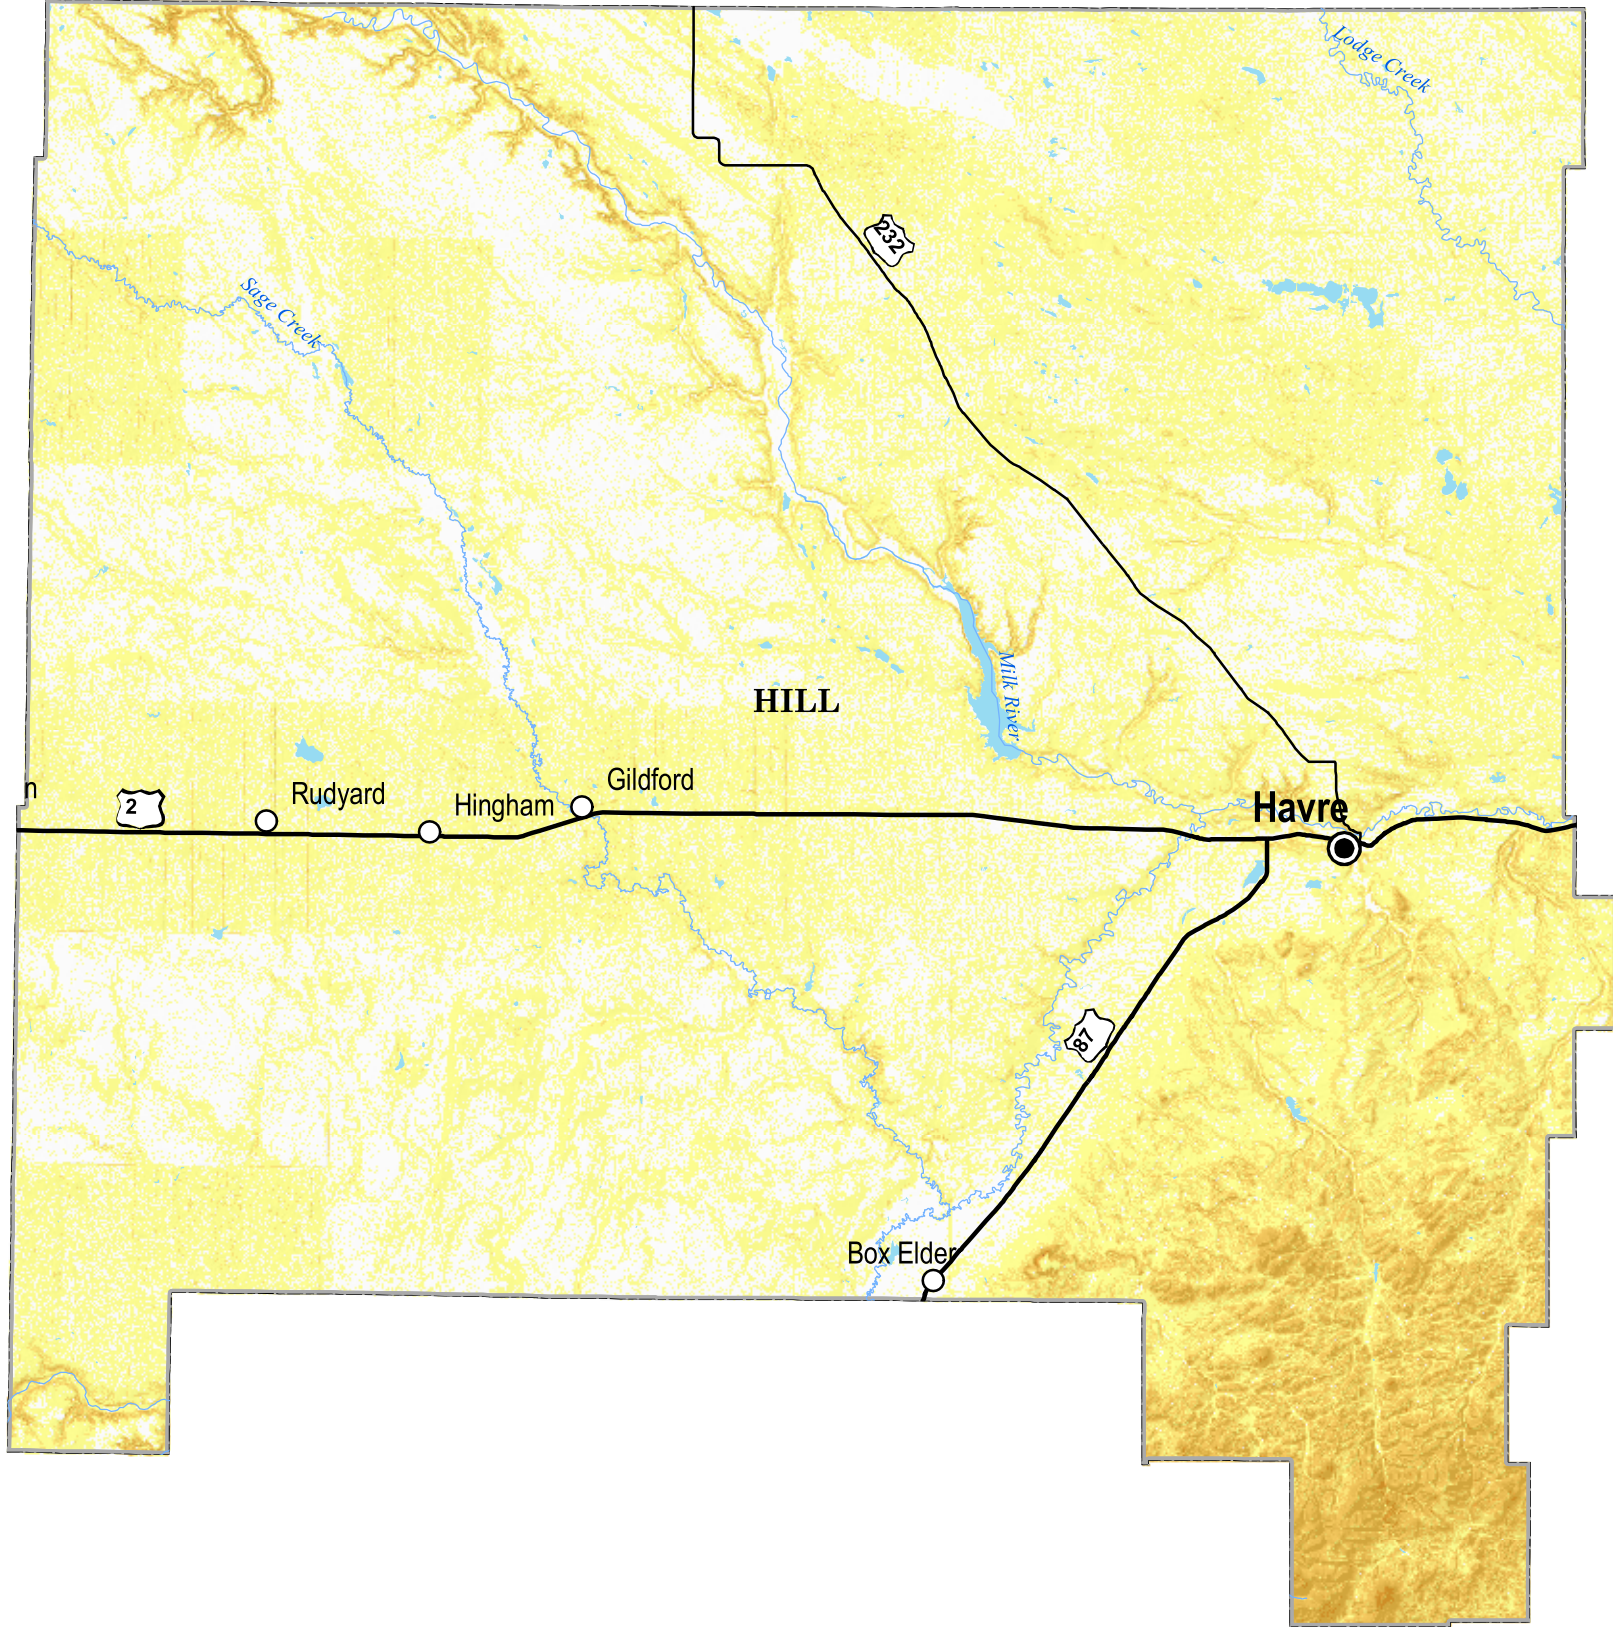 Lodge Creek
232
Sage Creek
Milk River
HILL
n
2
Rudyard
Hingham
Gildford
Havre
87
Box Elder